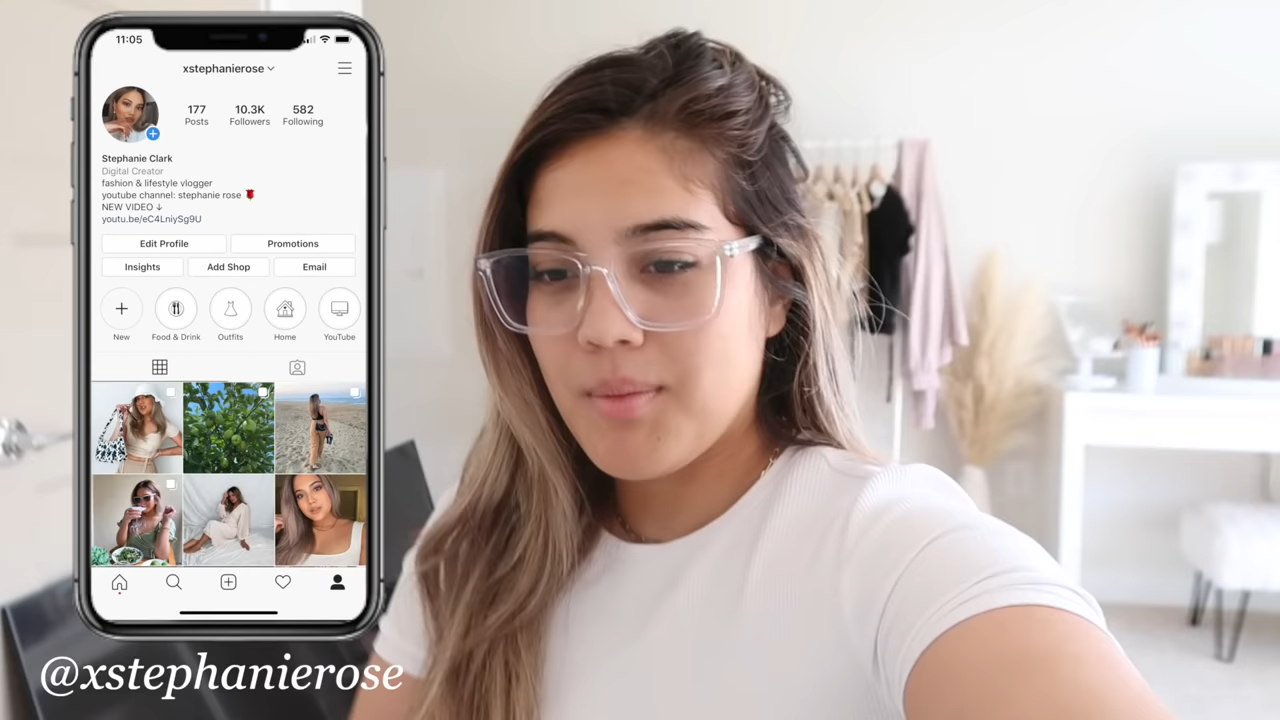 11:05
xstephanierose
177 10.3K 582
Posts Followers Following
Stephanie Clark
Digital Creator
fashion & lifestyle vlogger
youtube channel: stephanie rose 🌹
NEW VIDEO ↓
youtu.be/eC4LniySg9U
Edit Profile Promotions
Insights Add Shop Email
New Food & Drink Outfits Home YouTube
@xstephanierose